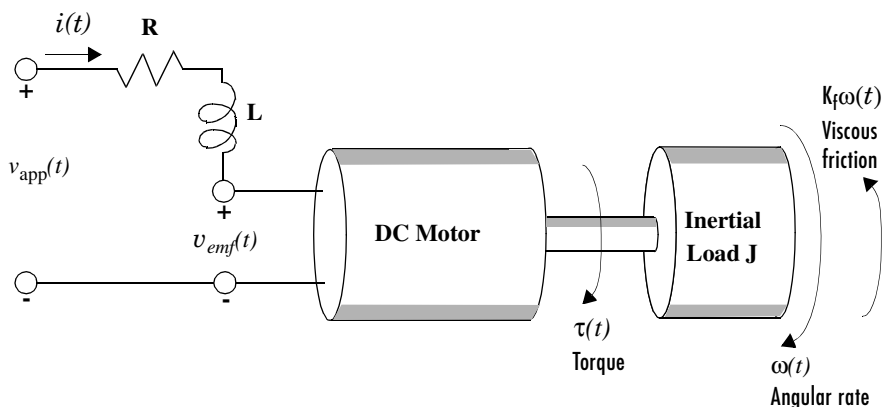 i(t)
R
+
L
K_fω(t)
Viscous
friction
v_app(t)
+
v_emf(t)
DC Motor
Inertial
Load J
-
-
τ(t)
Torque
ω(t)
Angular rate